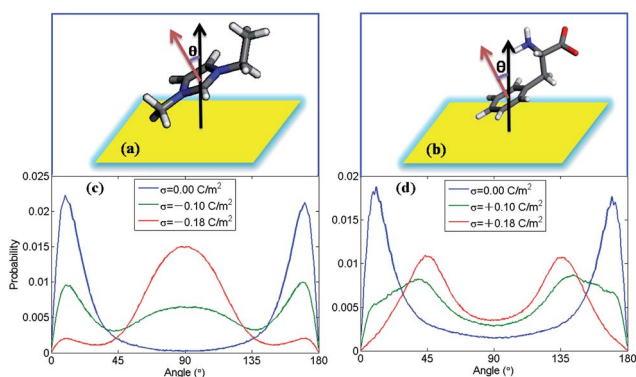 θ
θ
(a)
(b)
(c)
σ=0.00 C/m²
σ=−0.10 C/m²
σ=−0.18 C/m²
Probability
0.025
0.02
0.015
0.01
0.005
0
0
45
90
135
180
Angle (°)
(d)
σ=0.00 C/m²
σ=+0.10 C/m²
σ=+0.18 C/m²
0.025
0.02
0.015
0.01
0.005
0
0
45
90
135
180
Angle (°)